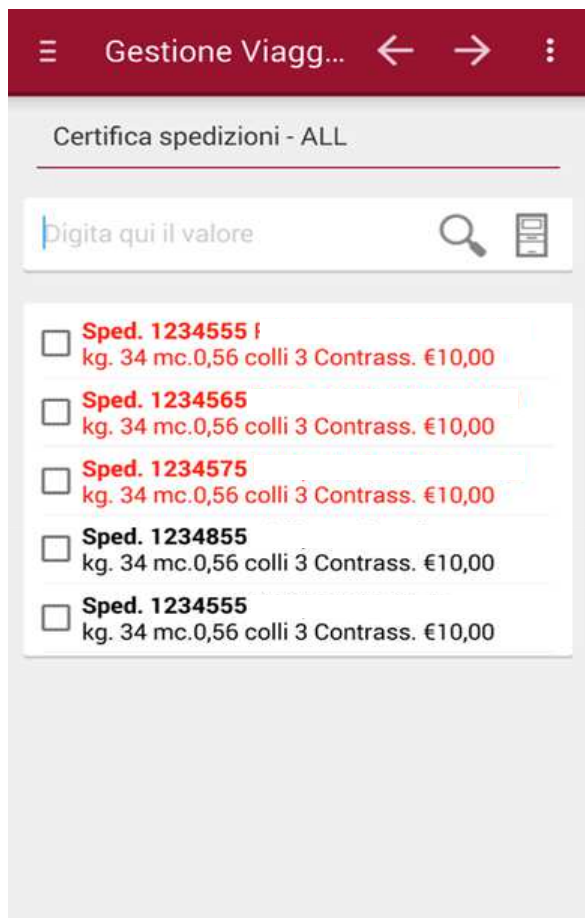 Gestione Viagg...
Certifica spedizioni - ALL
Digita qui il valore
Sped. 1234555
kg. 34 mc.0,56 colli 3 Contrass. €10,00
Sped. 1234565
kg. 34 mc.0,56 colli 3 Contrass. €10,00
Sped. 1234575
kg. 34 mc.0,56 colli 3 Contrass. €10,00
Sped. 1234855
kg. 34 mc.0,56 colli 3 Contrass. €10,00
Sped. 1234555
kg. 34 mc.0,56 colli 3 Contrass. €10,00